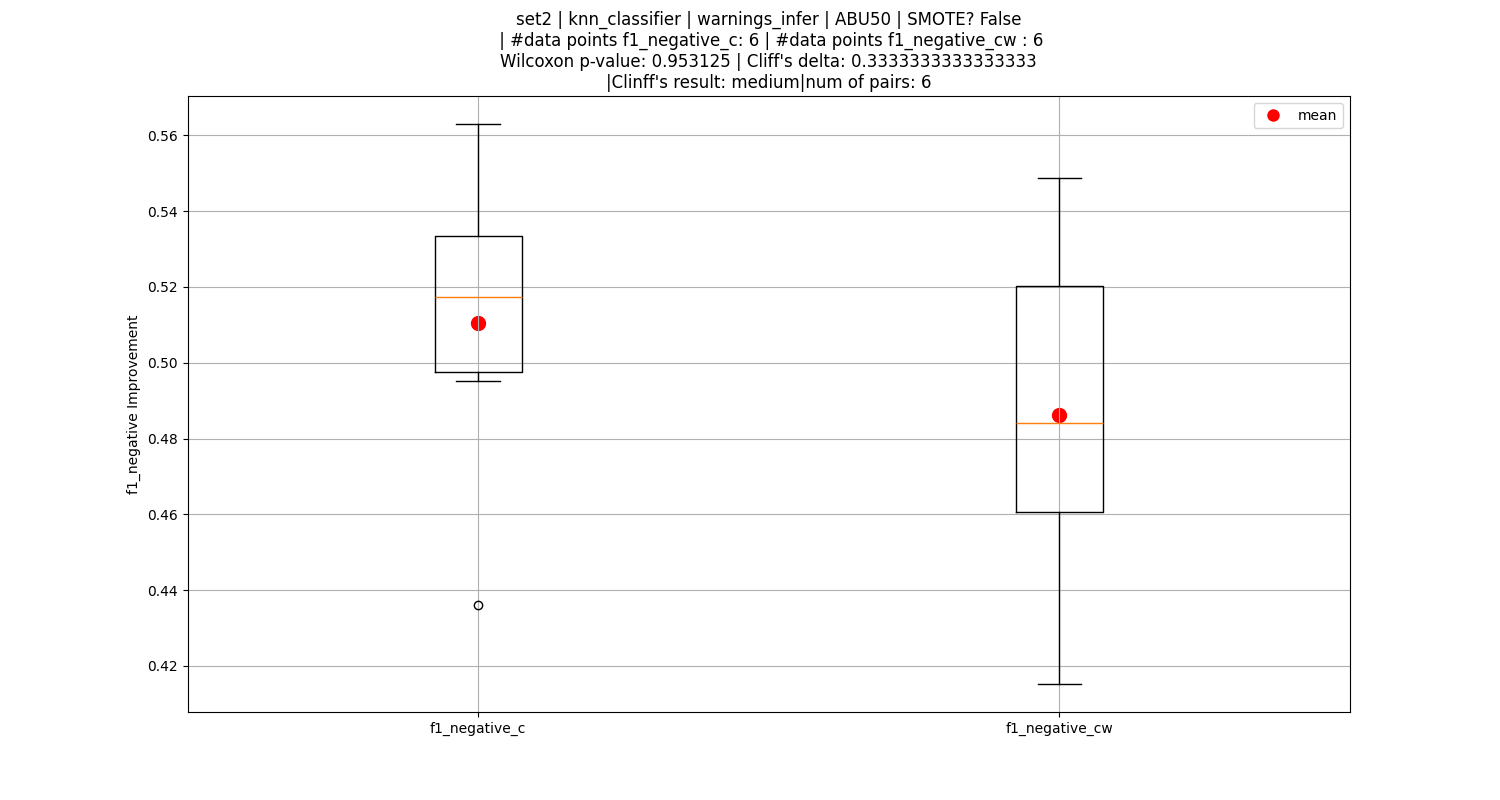 set2 | knn_classifier | warnings_infer | ABU50 | SMOTE? False
| #data points f1_negative_c: 6 | #data points f1_negative_cw : 6
Wilcoxon p-value: 0.953125 | Cliff's delta: 0.3333333333333333
|Clinff's result: medium|num of pairs: 6
mean
0.56
0.54
0.52
0.50
0.48
0.46
0.44
0.42
f1_negative Improvement
f1_negative_c
f1_negative_cw